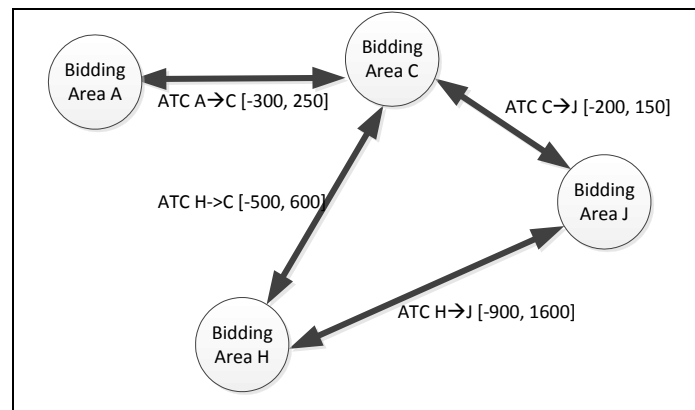 Bidding
Area A
Bidding
Area C
ATC A→C [-300, 250]
ATC C→J [-200, 150]
ATC H->C [-500, 600]
Bidding
Area J
ATC H→J [-900, 1600]
Bidding
Area H